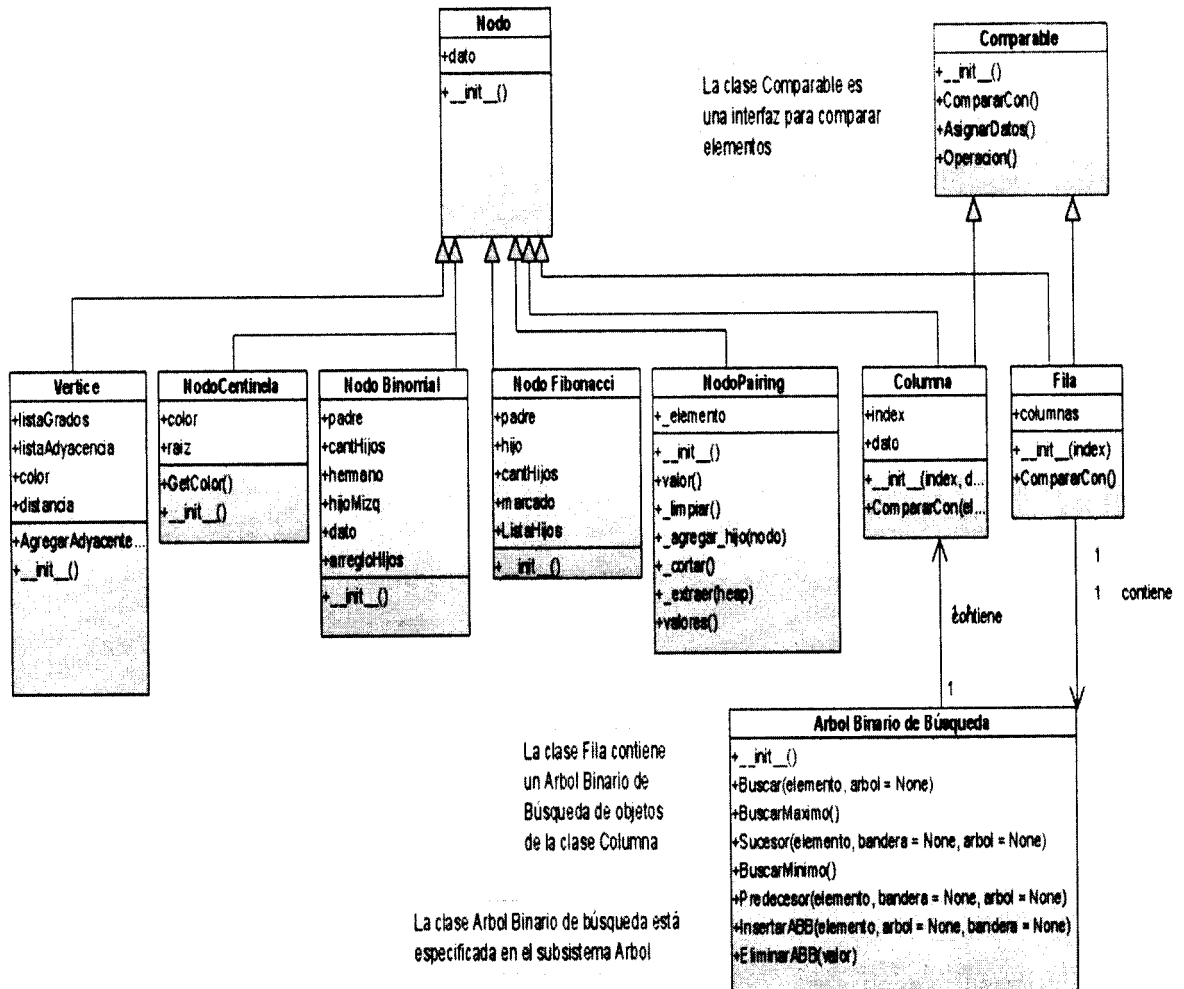 Nodo
+dato
+__init__()
La clase Comparable es
una interfaz para comparar
elementos
Comparable
+__init__()
+CompararCon()
+AsignarDatos()
+Operacion()
Vertice
+listaGrados
+listaAdyacencia
+color
+distancia
+AgregarAdyacente...
+__init__()
NodoCentinela
+color
+raiz
+GetColor()
+__init__()
Nodo Binomial
+padre
+cantHijos
+hermano
+hijoMizq
+dato
+arregloHijos
+__init__()
Nodo Fibonacci
+padre
+hijo
+cantHijos
+marcado
+ListaHijos
+__init__()
NodoPairing
+_elemento
+__init__()
+valor()
+_limpiar()
+_agregar_hijo(nodo)
+_cortar()
+_extraer(heap)
+valores()
Columna
+index
+dato
+__init__(index, d...
+CompararCon(el...
Fila
+columnas
+__init__(index)
+CompararCon()
1
1 contiene
contiene
1
La clase Fila contiene
un Arbol Binario de
Búsqueda de objetos
de la clase Columna
La clase Arbol Binario de búsqueda está
especificada en el subsistema Arbol
Arbol Binario de Búsqueda
+__init__()
+Buscar(elemento, arbol = None)
+BuscarMaximo()
+Sucesor(elemento, bandera = None, arbol = None)
+BuscarMinimo()
+Predecesor(elemento, bandera = None, arbol = None)
+InsertarABB(elemento, arbol = None, bandera = None)
+EliminarABB(valor)